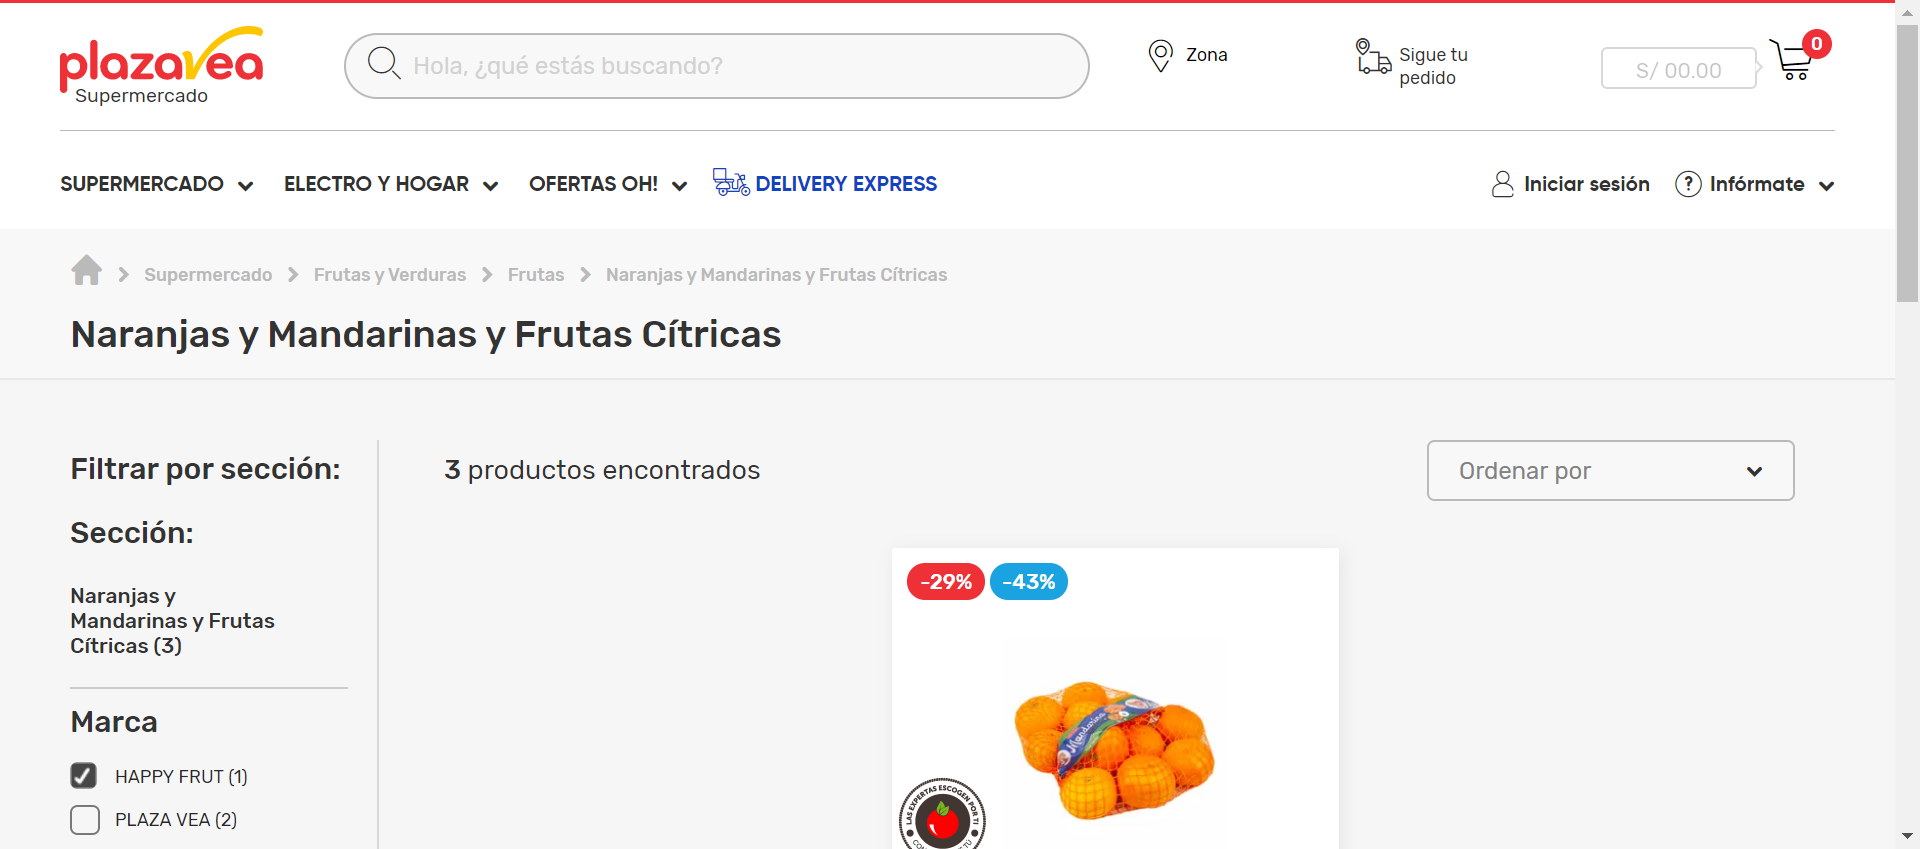 plazavea
Supermercado
Hola, ¿qué estás buscando?
Zona
Sigue tu
pedido
S/ 00.00
0
SUPERMERCADO
ELECTRO Y HOGAR
OFERTAS OH!
DELIVERY EXPRESS
Iniciar sesión
? Infórmate
Supermercado
Frutas y Verduras
Frutas
Naranjas y Mandarinas y Frutas Cítricas
Naranjas y Mandarinas y Frutas Cítricas
Filtrar por sección:
3 productos encontrados
Ordenar por
Sección:
Naranjas y
Mandarinas y Frutas
Cítricas (3)
Marca
HAPPY FRUT (1)
PLAZA VEA (2)
-29%
-43%
Mandarina
LAS EXPERTAS ESCOGEN POR TI